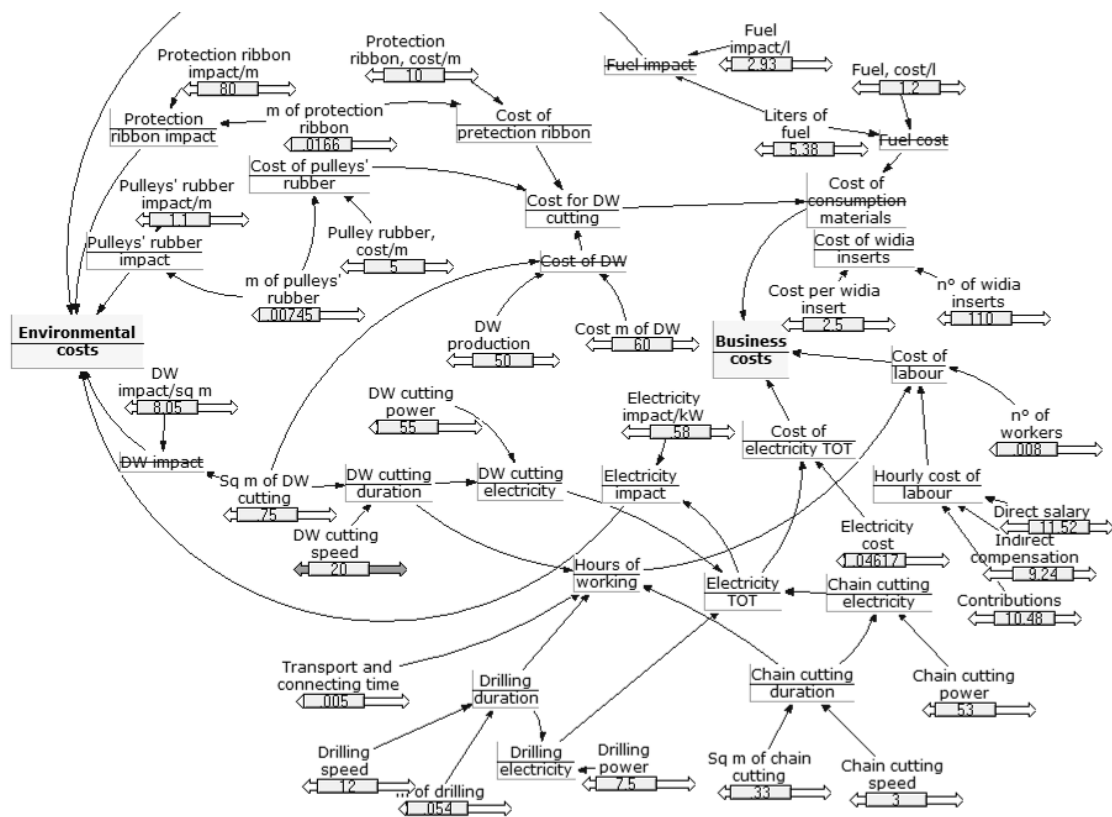 Protection ribbon
impact/m
80
Protection
ribbon impact
Protection
ribbon, cost/m
10
m of protection
ribbon
.0166
Cost of
pretection ribbon
Fuel
impact/l
2.93
Fuel impact
Fuel, cost/l
1.2
Liters of
fuel
5.38
Fuel cost
Cost of pulleys'
rubber
Pulleys' rubber
impact/m
1.1
Pulleys' rubber
impact
Pulley rubber,
cost/m
5
m of pulleys'
rubber
.00745
Cost for DW
cutting
Cost of DW
Cost of
consumption
materials
Cost of widia
inserts
Cost per widia
insert
2.5
n° of widia
inserts
110
Environmental
costs
DW
production
50
Cost m of DW
60
Business
costs
Cost of
labour
DW
impact/sq m
8.05
DW impact
DW cutting
power
55
Electricity
impact/kW
.58
Cost of
electricity TOT
n° of
workers
.008
Sq m of DW
cutting
.75
DW cutting
duration
DW cutting
electricity
Electricity
impact
Hourly cost of
labour
Direct salary
11.52
Indirect
compensation
9.24
Contributions
10.48
DW cutting
speed
20
Hours of
working
Electricity
TOT
Electricity
cost
.04617
Chain cutting
electricity
Transport and
connecting time
.005
Drilling
duration
Chain cutting
duration
Chain cutting
power
53
Drilling
speed
12
of drilling
.054
Drilling
electricity
Drilling
power
7.5
Sq m of chain
cutting
.33
Chain cutting
speed
3